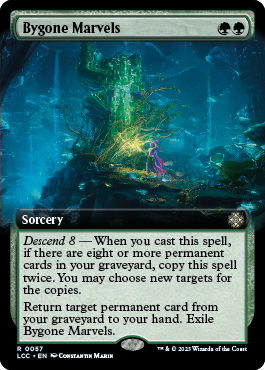 Bygone Marvels
Sorcery
Descend 8 — When you cast this spell,
if there are eight or more permanent
cards in your graveyard, copy this spell
twice. You may choose new targets for
the copies.
Return target permanent card from
your graveyard to your hand. Exile
Bygone Marvels.
R 0057
LCC • EN Constantin Marin
™ & © 2023 Wizards of the Coast